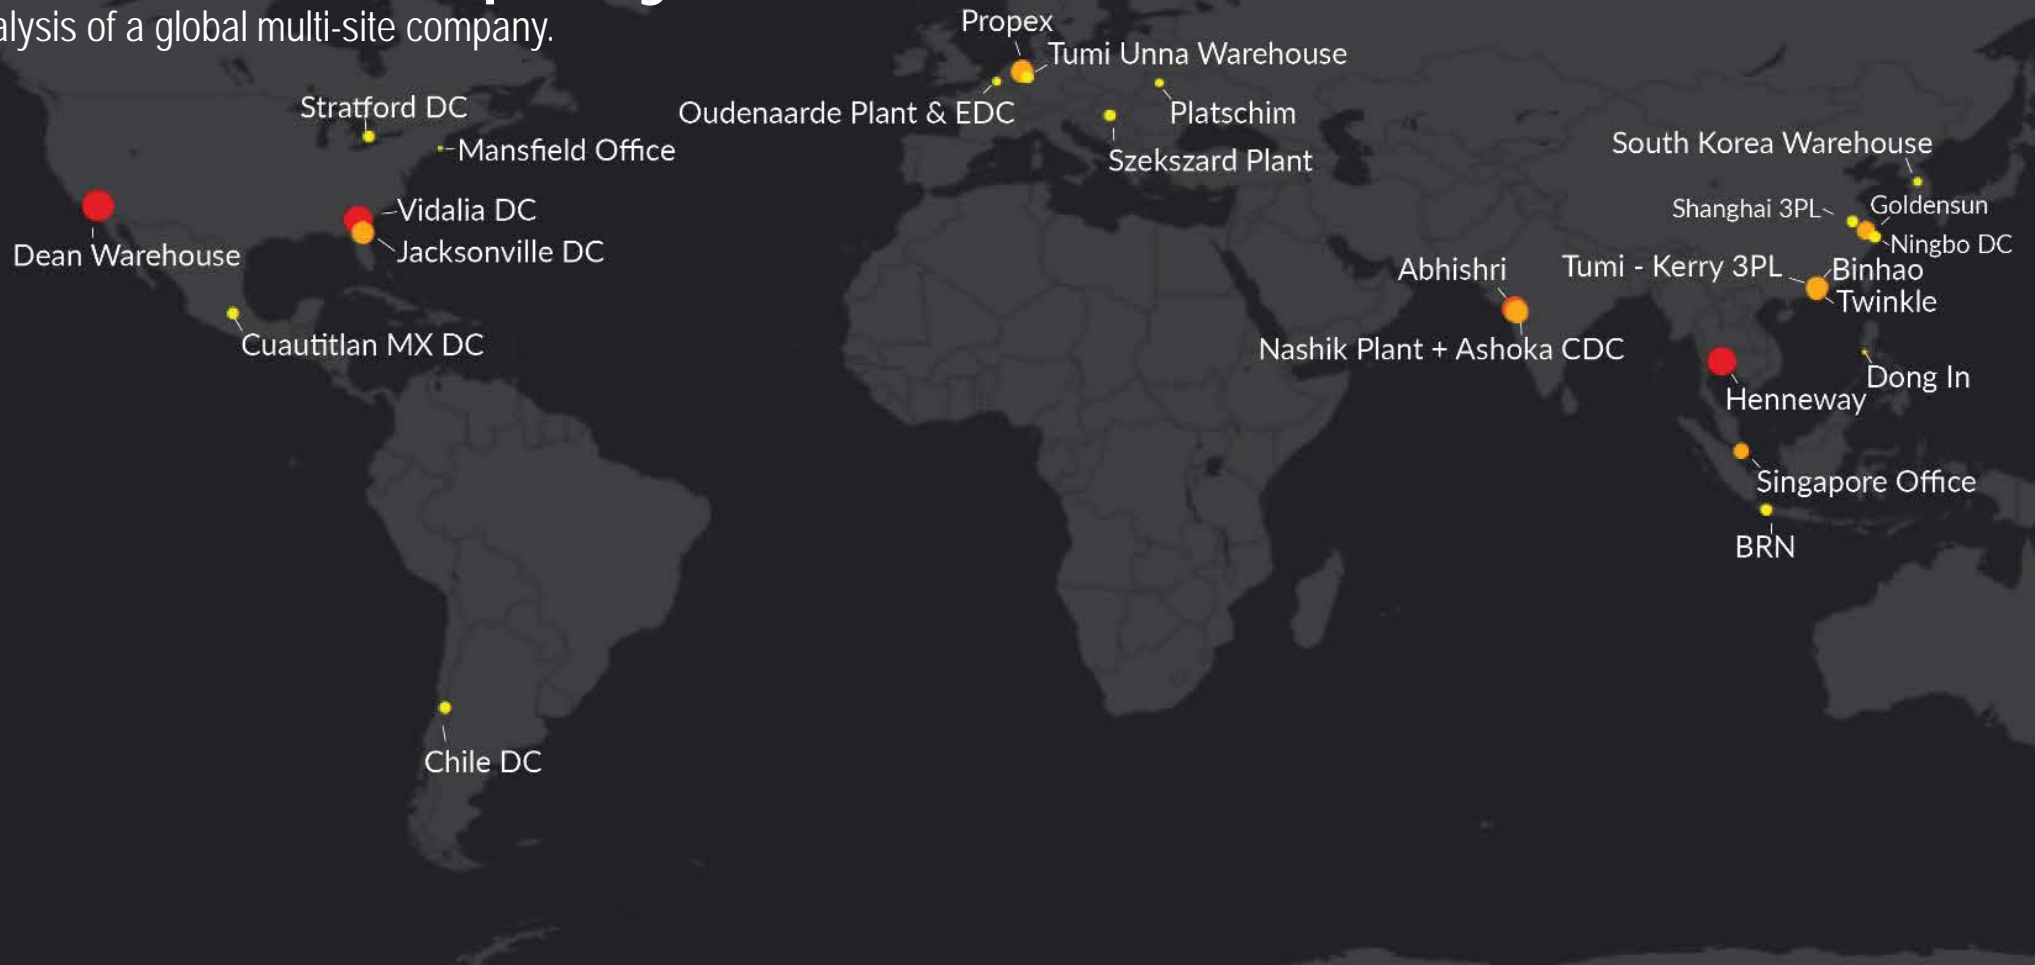 alysis of a global multi-site company.
Propex
Tumi Unna Warehouse
Stratford DC
Oudenaarde Plant & EDC
Platschim
Mansfield Office
Szekszard Plant
South Korea Warehouse
Vidalia DC
Shanghai 3PL
Goldensun
Dean Warehouse
Jacksonville DC
Ningbo DC
Abhishri
Tumi - Kerry 3PL
Binhao
Twinkle
Cuautitlan MX DC
Nashik Plant + Ashoka CDC
Dong In
Henneway
Singapore Office
BRN
Chile DC